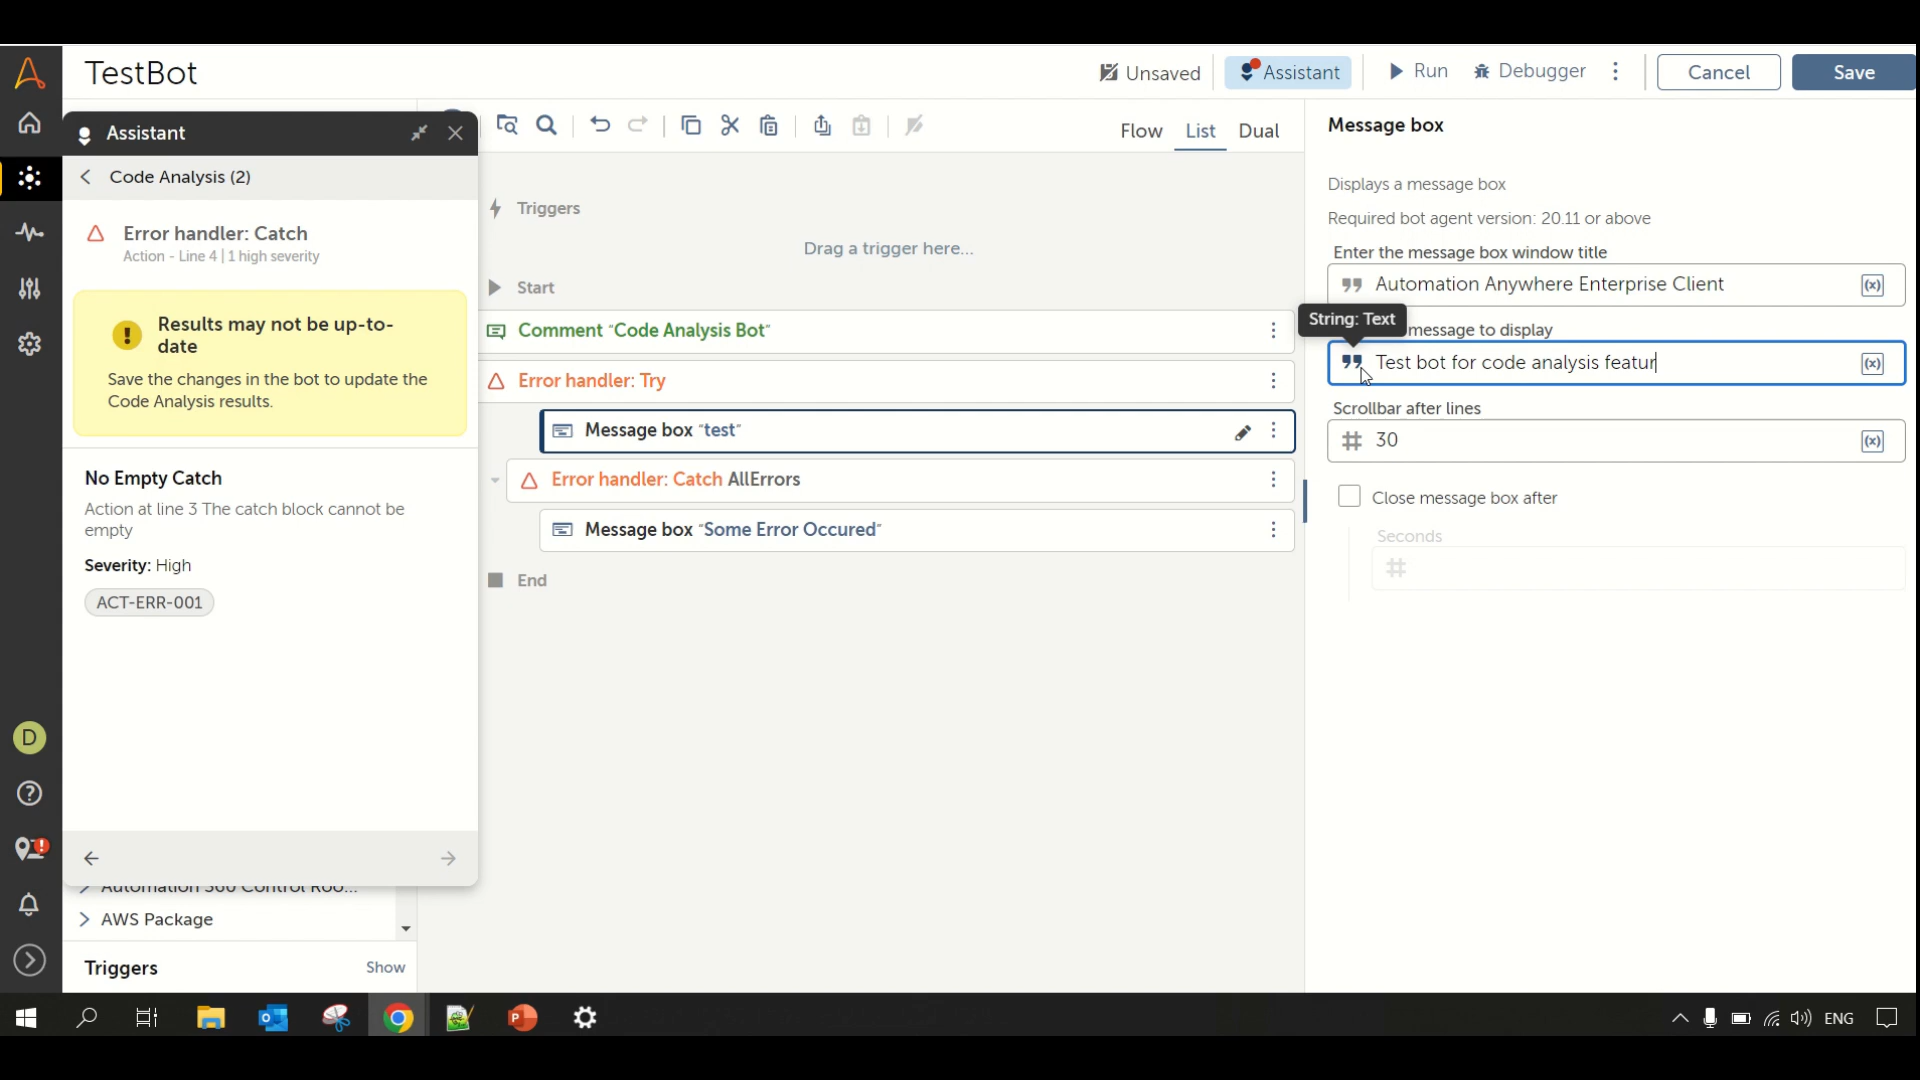 TestBot
Unsaved
Assistant
Run
Debugger
Cancel
Save
Assistant
Flow
List
Dual
Code Analysis (2)
Error handler: Catch
Action - Line 4 | 1 high severity
Results may not be up-to-
date
Save the changes in the bot to update the
Code Analysis results.
No Empty Catch
Action at line 3 The catch block cannot be
empty
Severity: High
ACT-ERR-001
AWS Package
Triggers
Show
Triggers
Drag a trigger here...
Start
Comment "Code Analysis Bot"
Error handler: Try
Message box "test"
Error handler: Catch AllErrors
Message box "Some Error Occured"
End
Message box
Displays a message box
Required bot agent version: 20.11 or above
Enter the message box window title
Automation Anywhere Enterprise Client
(x)
String: Text
message to display
Test bot for code analysis featur
(x)
Scrollbar after lines
30
(x)
Close message box after
Seconds
D
ENG